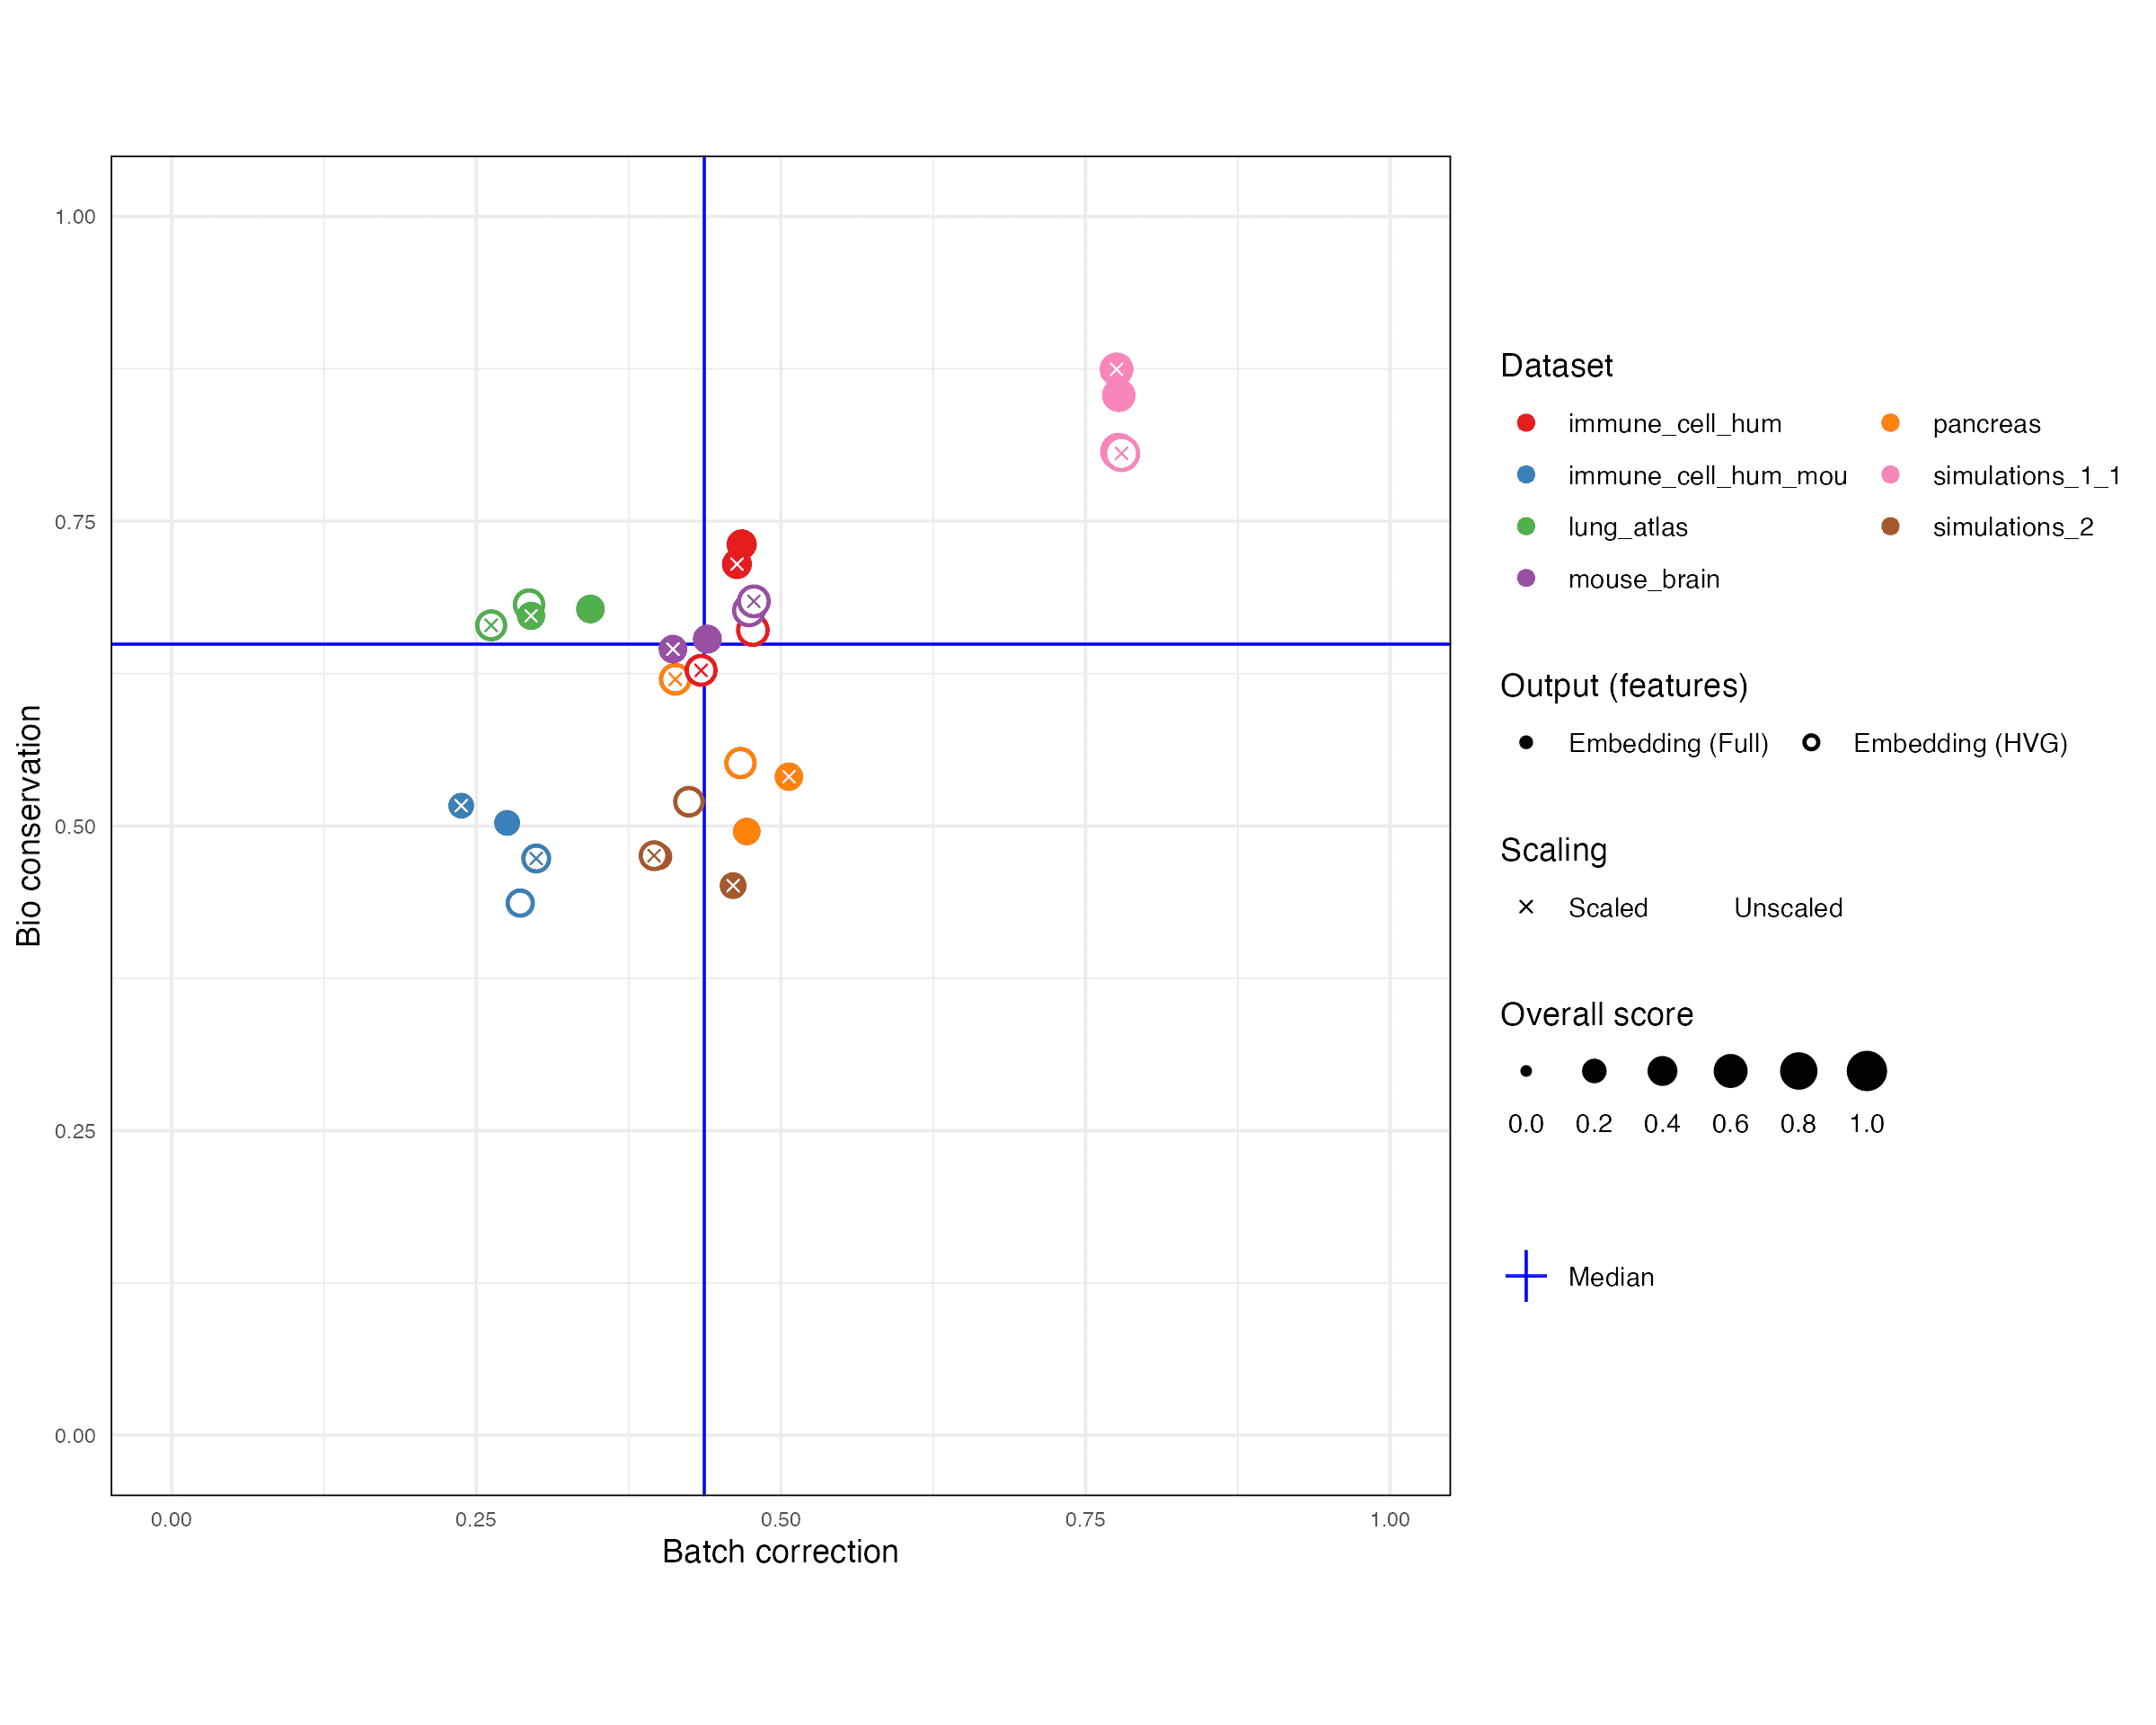 1.00
0.75
0.50
0.25
0.00
Bio conservation
0.00 0.25 0.50 0.75 1.00
Batch correction
Dataset
immune_cell_hum pancreas
immune_cell_hum_mou simulations_1_1
lung_atlas simulations_2
mouse_brain
Output (features)
Embedding (Full) Embedding (HVG)
Scaling
Scaled Unscaled
Overall score
0.0 0.2 0.4 0.6 0.8 1.0
Median